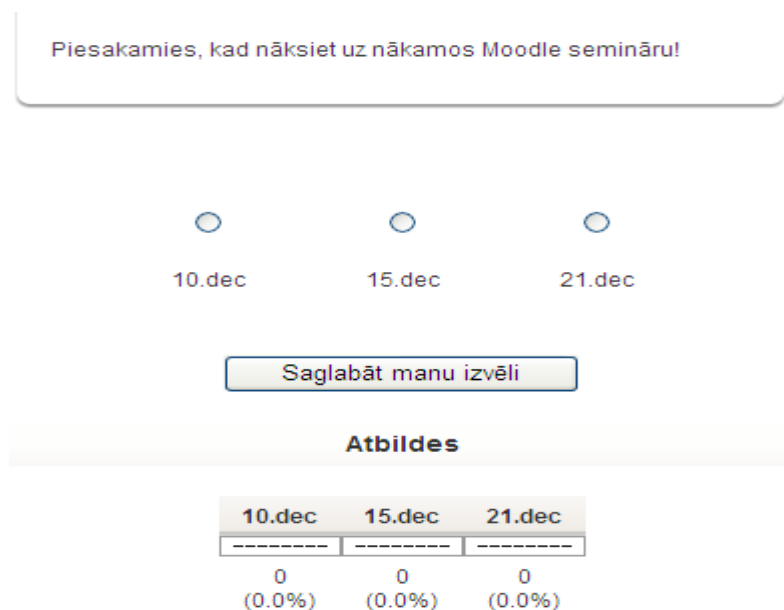 Piesakamies, kad nāksiet uz nākamos Moodle semināru!
10.dec 15.dec 21.dec
Saglabāt manu izvēli
Atbildes
10.dec 15.dec 21.dec
-------- -------- --------
0 0 0
(0.0%) (0.0%) (0.0%)